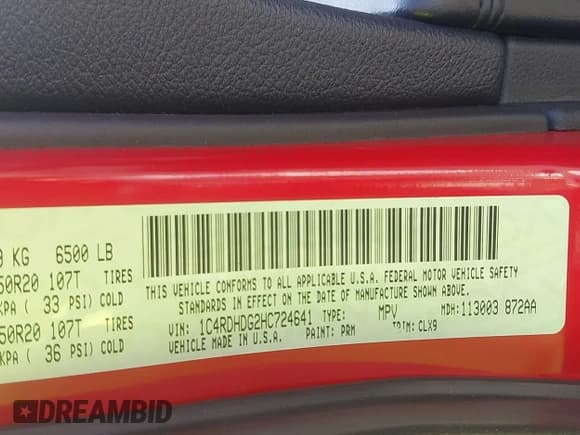 KG 6500 LB
50R20 107T TIRES
KPA ( 33 PSI) COLD
50R20 107T TIRES
KPA ( 36 PSI) COLD
THIS VEHICLE CONFORMS TO ALL APPLICABLE U.S.A. FEDERAL MOTOR VEHICLE SAFETY
STANDARDS IN EFFECT ON THE DATE OF MANUFACTURE SHOWN ABOVE.
VIN: 1C4RDHDG2HC724641 TYPE: MPV MDH: 113003 872AA
VEHICLE MADE IN U.S.A. PAINT: PRM TRIM: CLX9
DREAMBID